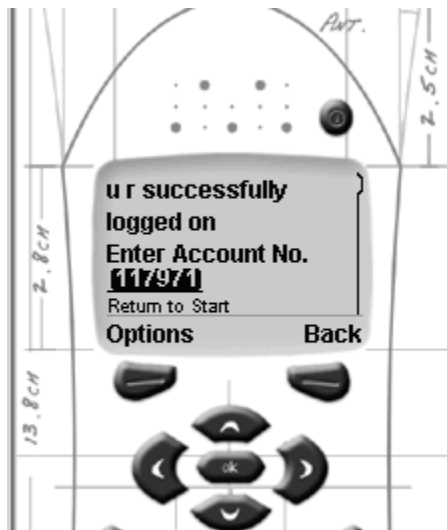 ANT.
2.5CM
u r successfully
logged on
Enter Account No.
[117971]
Return to Start
Options Back
2.8CM
13.8CM
ok